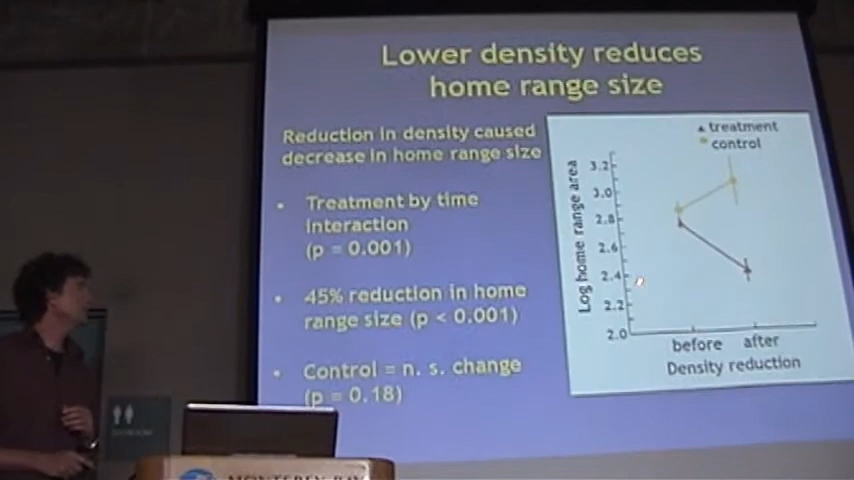 Lower density reduces
home range size
Reduction in density caused
decrease in home range size
• Treatment by time
interaction
(p = 0.001)
• 45% reduction in home
range size (p < 0.001)
• Control = n. s. change
(p = 0.18)
treatment
control
Log home range area
3.2
3.0
2.8
2.6
2.4
2.2
2.0
before after
Density reduction
MONTEREY BAY